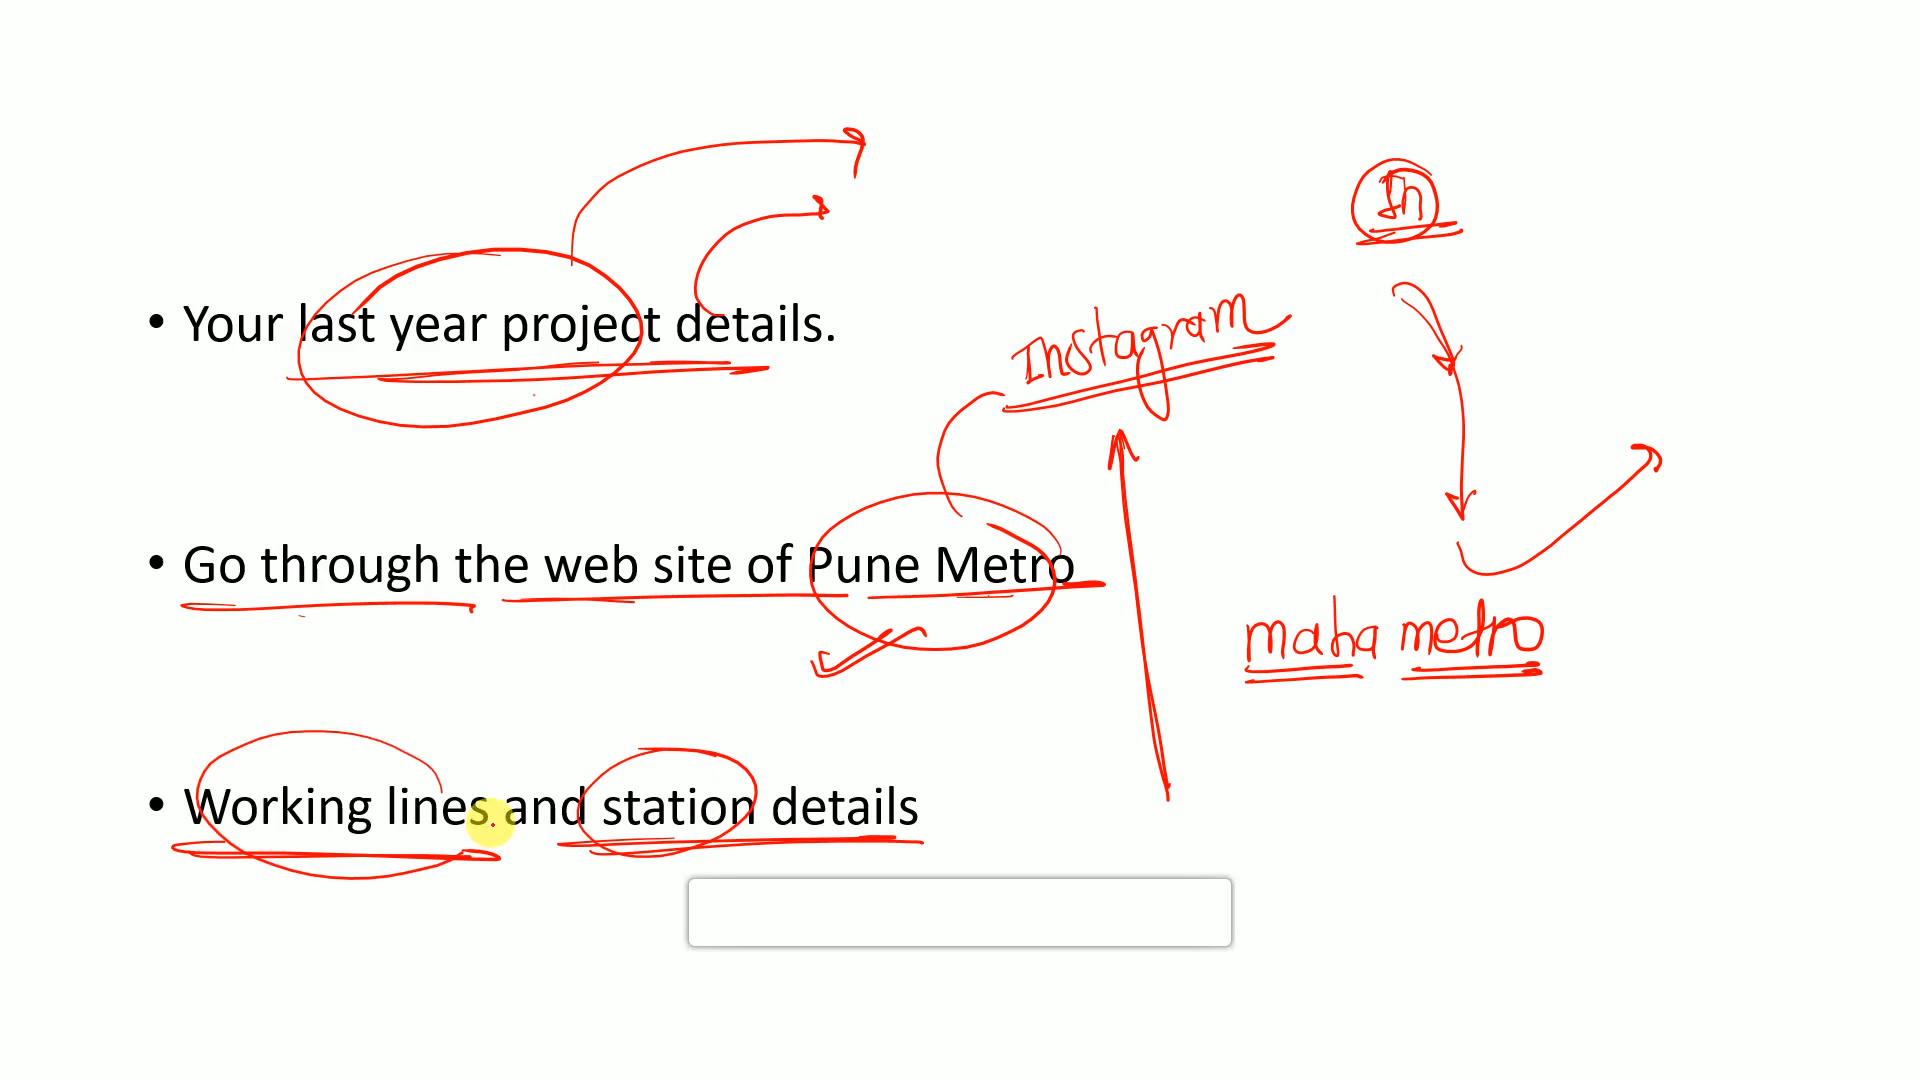 In
• Your last year project details.
Instagram
• Go through the web site of Pune Metro
maha metro
• Working lines and station details